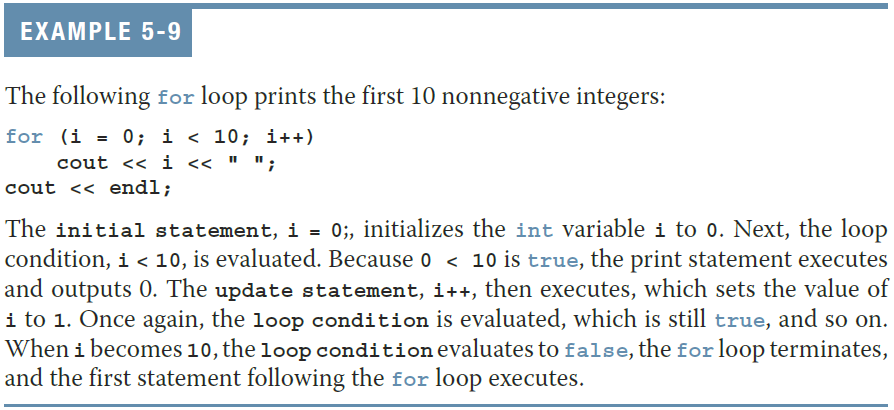 EXAMPLE 5-9
The following for loop prints the first 10 nonnegative integers:
for (i = 0; i < 10; i++)
    cout << i << " ";
cout << endl;
The initial statement, i = 0;, initializes the int variable i to 0. Next, the loop
condition, i < 10, is evaluated. Because 0 < 10 is true, the print statement executes
and outputs 0. The update statement, i++, then executes, which sets the value of
i to 1. Once again, the loop condition is evaluated, which is still true, and so on.
When i becomes 10, the loop condition evaluates to false, the for loop terminates,
and the first statement following the for loop executes.